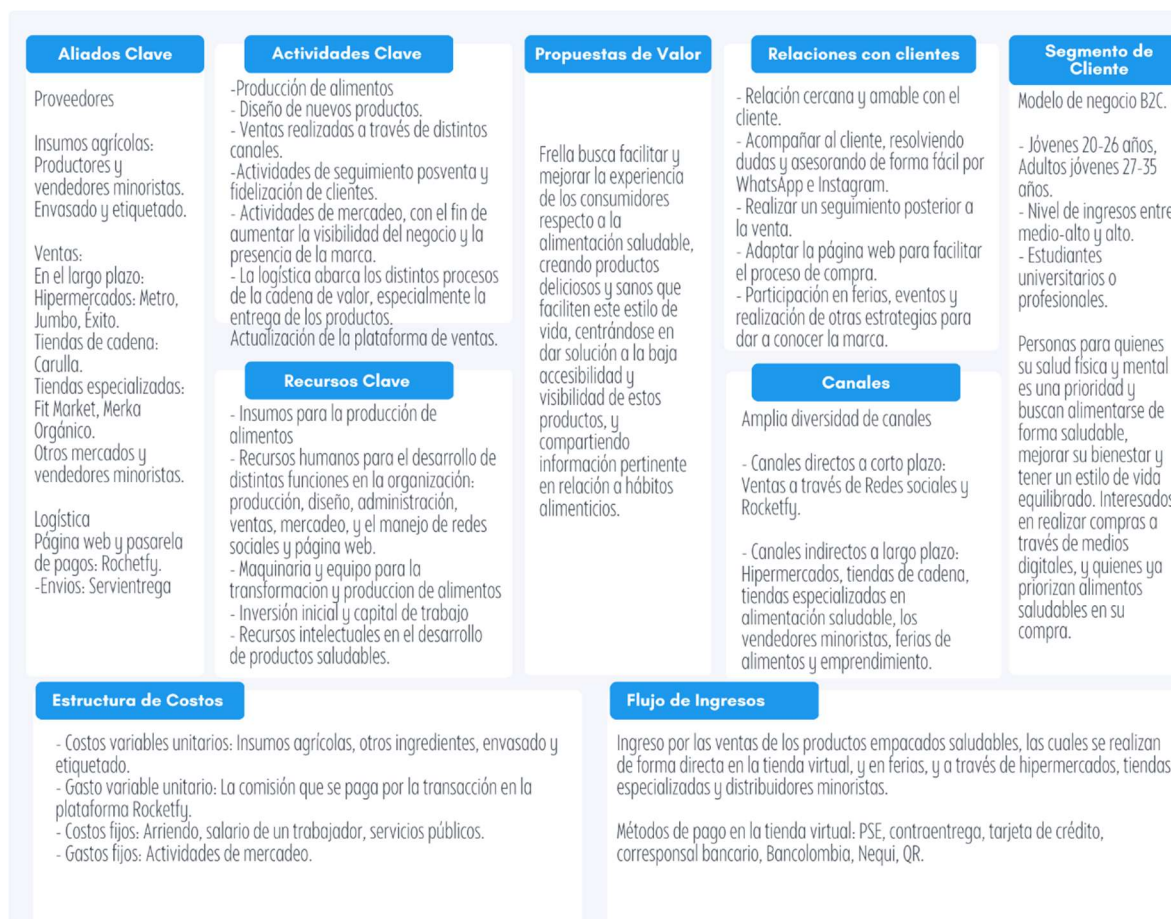 Aliados Clave
Proveedores
Insumos agrícolas:
Productores y
vendedores minoristas.
Envasado y etiquetado.
Ventas:
En el largo plazo:
Hipermercados: Metro,
Jumbo, Éxito.
Tiendas de cadena:
Carulla.
Tiendas especializadas:
Fit Market, Merka
Orgánico.
Otros mercados y
vendedores minoristas.
Logística
Página web y pasarela
de pagos: Rochetfy.
-Envios: Servientrega
Actividades Clave
-Producción de alimentos
- Diseño de nuevos productos.
- Ventas realizadas a través de distintos
canales.
-Actividades de seguimiento posventa y
fidelización de clientes.
- Actividades de mercadeo, con el fin de
aumentar la visibilidad del negocio y la
presencia de la marca.
- La logística abarca los distintos procesos
de la cadena de valor, especialmente la
entrega de los productos.
Actualización de la plataforma de ventas.
Recursos Clave
- Insumos para la producción de
alimentos
- Recursos humanos para el desarrollo de
distintas funciones en la organización:
producción, diseño, administración,
ventas, mercadeo, y el manejo de redes
sociales y página web.
- Maquinaria y equipo para la
transformacion y produccion de alimentos
- Inversión inicial y capital de trabajo
- Recursos intelectuales en el desarrollo
de productos saludables.
Propuestas de Valor
Frella busca facilitar y
mejorar la experiencia
de los consumidores
respecto a la
alimentación saludable,
creando productos
deliciosos y sanos que
faciliten este estilo de
vida, centrándose en
dar solución a la baja
accesibilidad y
visibilidad de estos
productos, y
compartiendo
información pertinente
en relación a hábitos
alimenticios.
Relaciones con clientes
- Relación cercana y amable con el
cliente.
- Acompañar al cliente, resolviendo
dudas y asesorando de forma fácil por
WhatsApp e Instagram.
- Realizar un seguimiento posterior a
la venta.
- Adaptar la página web para facilitar
el proceso de compra.
- Participación en ferias, eventos y
realización de otras estrategias para
dar a conocer la marca.
Canales
Amplia diversidad de canales
- Canales directos a corto plazo:
Ventas a través de Redes sociales y
Rocketfy.
- Canales indirectos a largo plazo:
Hipermercados, tiendas de cadena,
tiendas especializadas en
alimentación saludable, los
vendedores minoristas, ferias de
alimentos y emprendimiento.
Segmento de
Cliente
Modelo de negocio B2C.
- Jóvenes 20-26 años,
Adultos jóvenes 27-35
años.
- Nivel de ingresos entre
medio-alto y alto.
- Estudiantes
universitarios o
profesionales.
Personas para quienes
su salud física y mental
es una prioridad y
buscan alimentarse de
forma saludable,
mejorar su bienestar y
tener un estilo de vida
equilibrado. Interesados
en realizar compras a
través de medios
digitales, y quienes ya
priorizan alimentos
saludables en su
compra.
Estructura de Costos
- Costos variables unitarios: Insumos agrícolas, otros ingredientes, envasado y
etiquetado.
- Gasto variable unitario: La comisión que se paga por la transacción en la
plataforma Rocketfy.
- Costos fijos: Arriendo, salario de un trabajador, servicios públicos.
- Gastos fijos: Actividades de mercadeo.
Flujo de Ingresos
Ingreso por las ventas de los productos empacados saludables, las cuales se realizan
de forma directa en la tienda virtual, y en ferias, y a través de hipermercados, tiendas
especializadas y distribuidores minoristas.
Métodos de pago en la tienda virtual: PSE, contraentrega, tarjeta de crédito,
corresponsal bancario, Bancolombia, Nequi, QR.